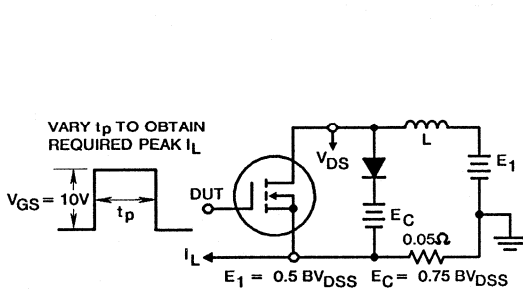 VARY tp TO OBTAIN
REQUIRED PEAK IL
VGS = 10V
tp
DUT
VDS
L
E1
EC
0.05Ω
IL
E1 = 0.5 BVDSS EC = 0.75 BVDSS